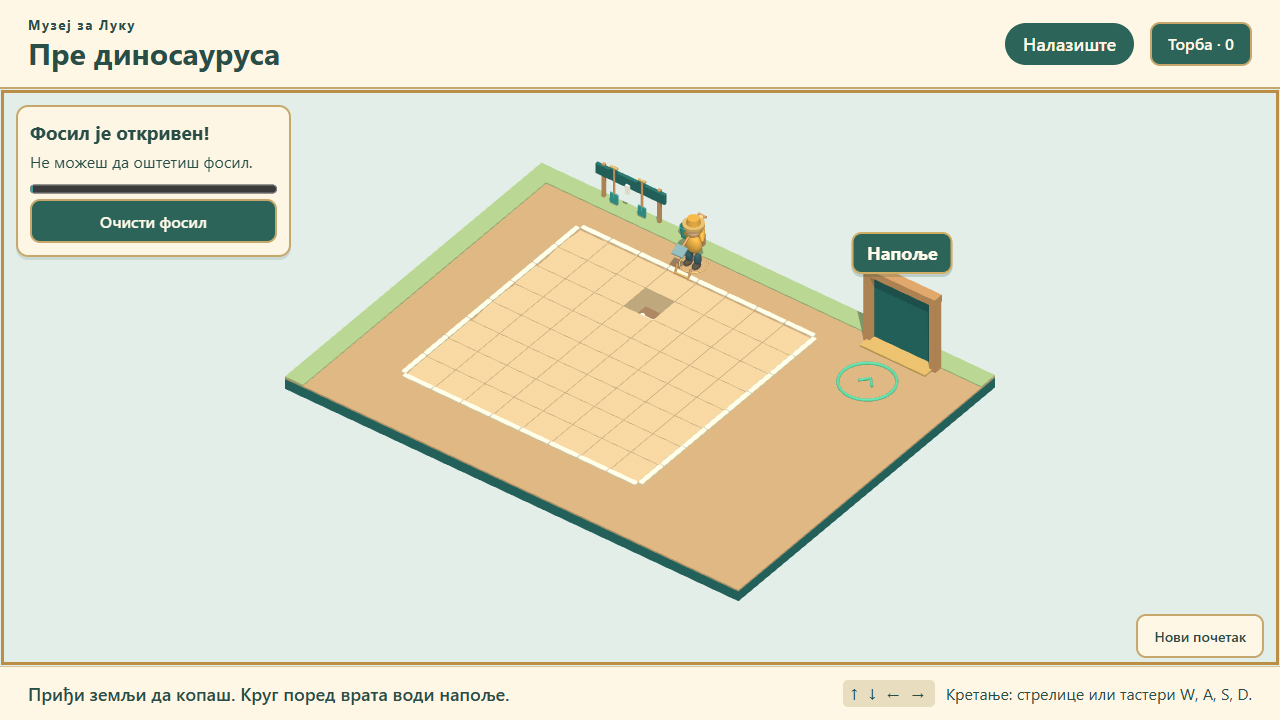 Музеј за Луку
Пре диносауруса
Налазиште
Торба · 0
Фосил је откривен!
Не можеш да оштетиш фосил.
Очисти фосил
Напоље
Нови почетак
Приђи земљи да копаш. Круг поред врата води напоље.
↑ ↓ ← → Кретање: стрелице или тастери W, A, S, D.